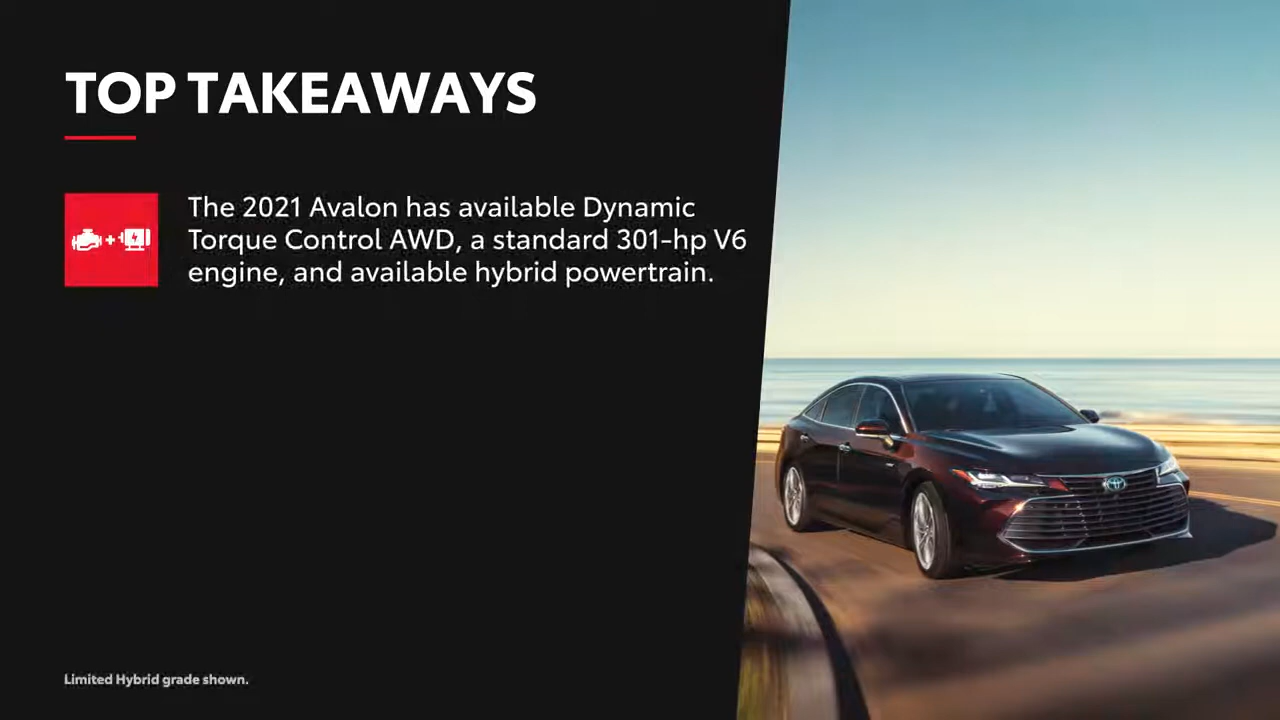 TOP TAKEAWAYS
The 2021 Avalon has available Dynamic
Torque Control AWD, a standard 301-hp V6
engine, and available hybrid powertrain.
Limited Hybrid grade shown.